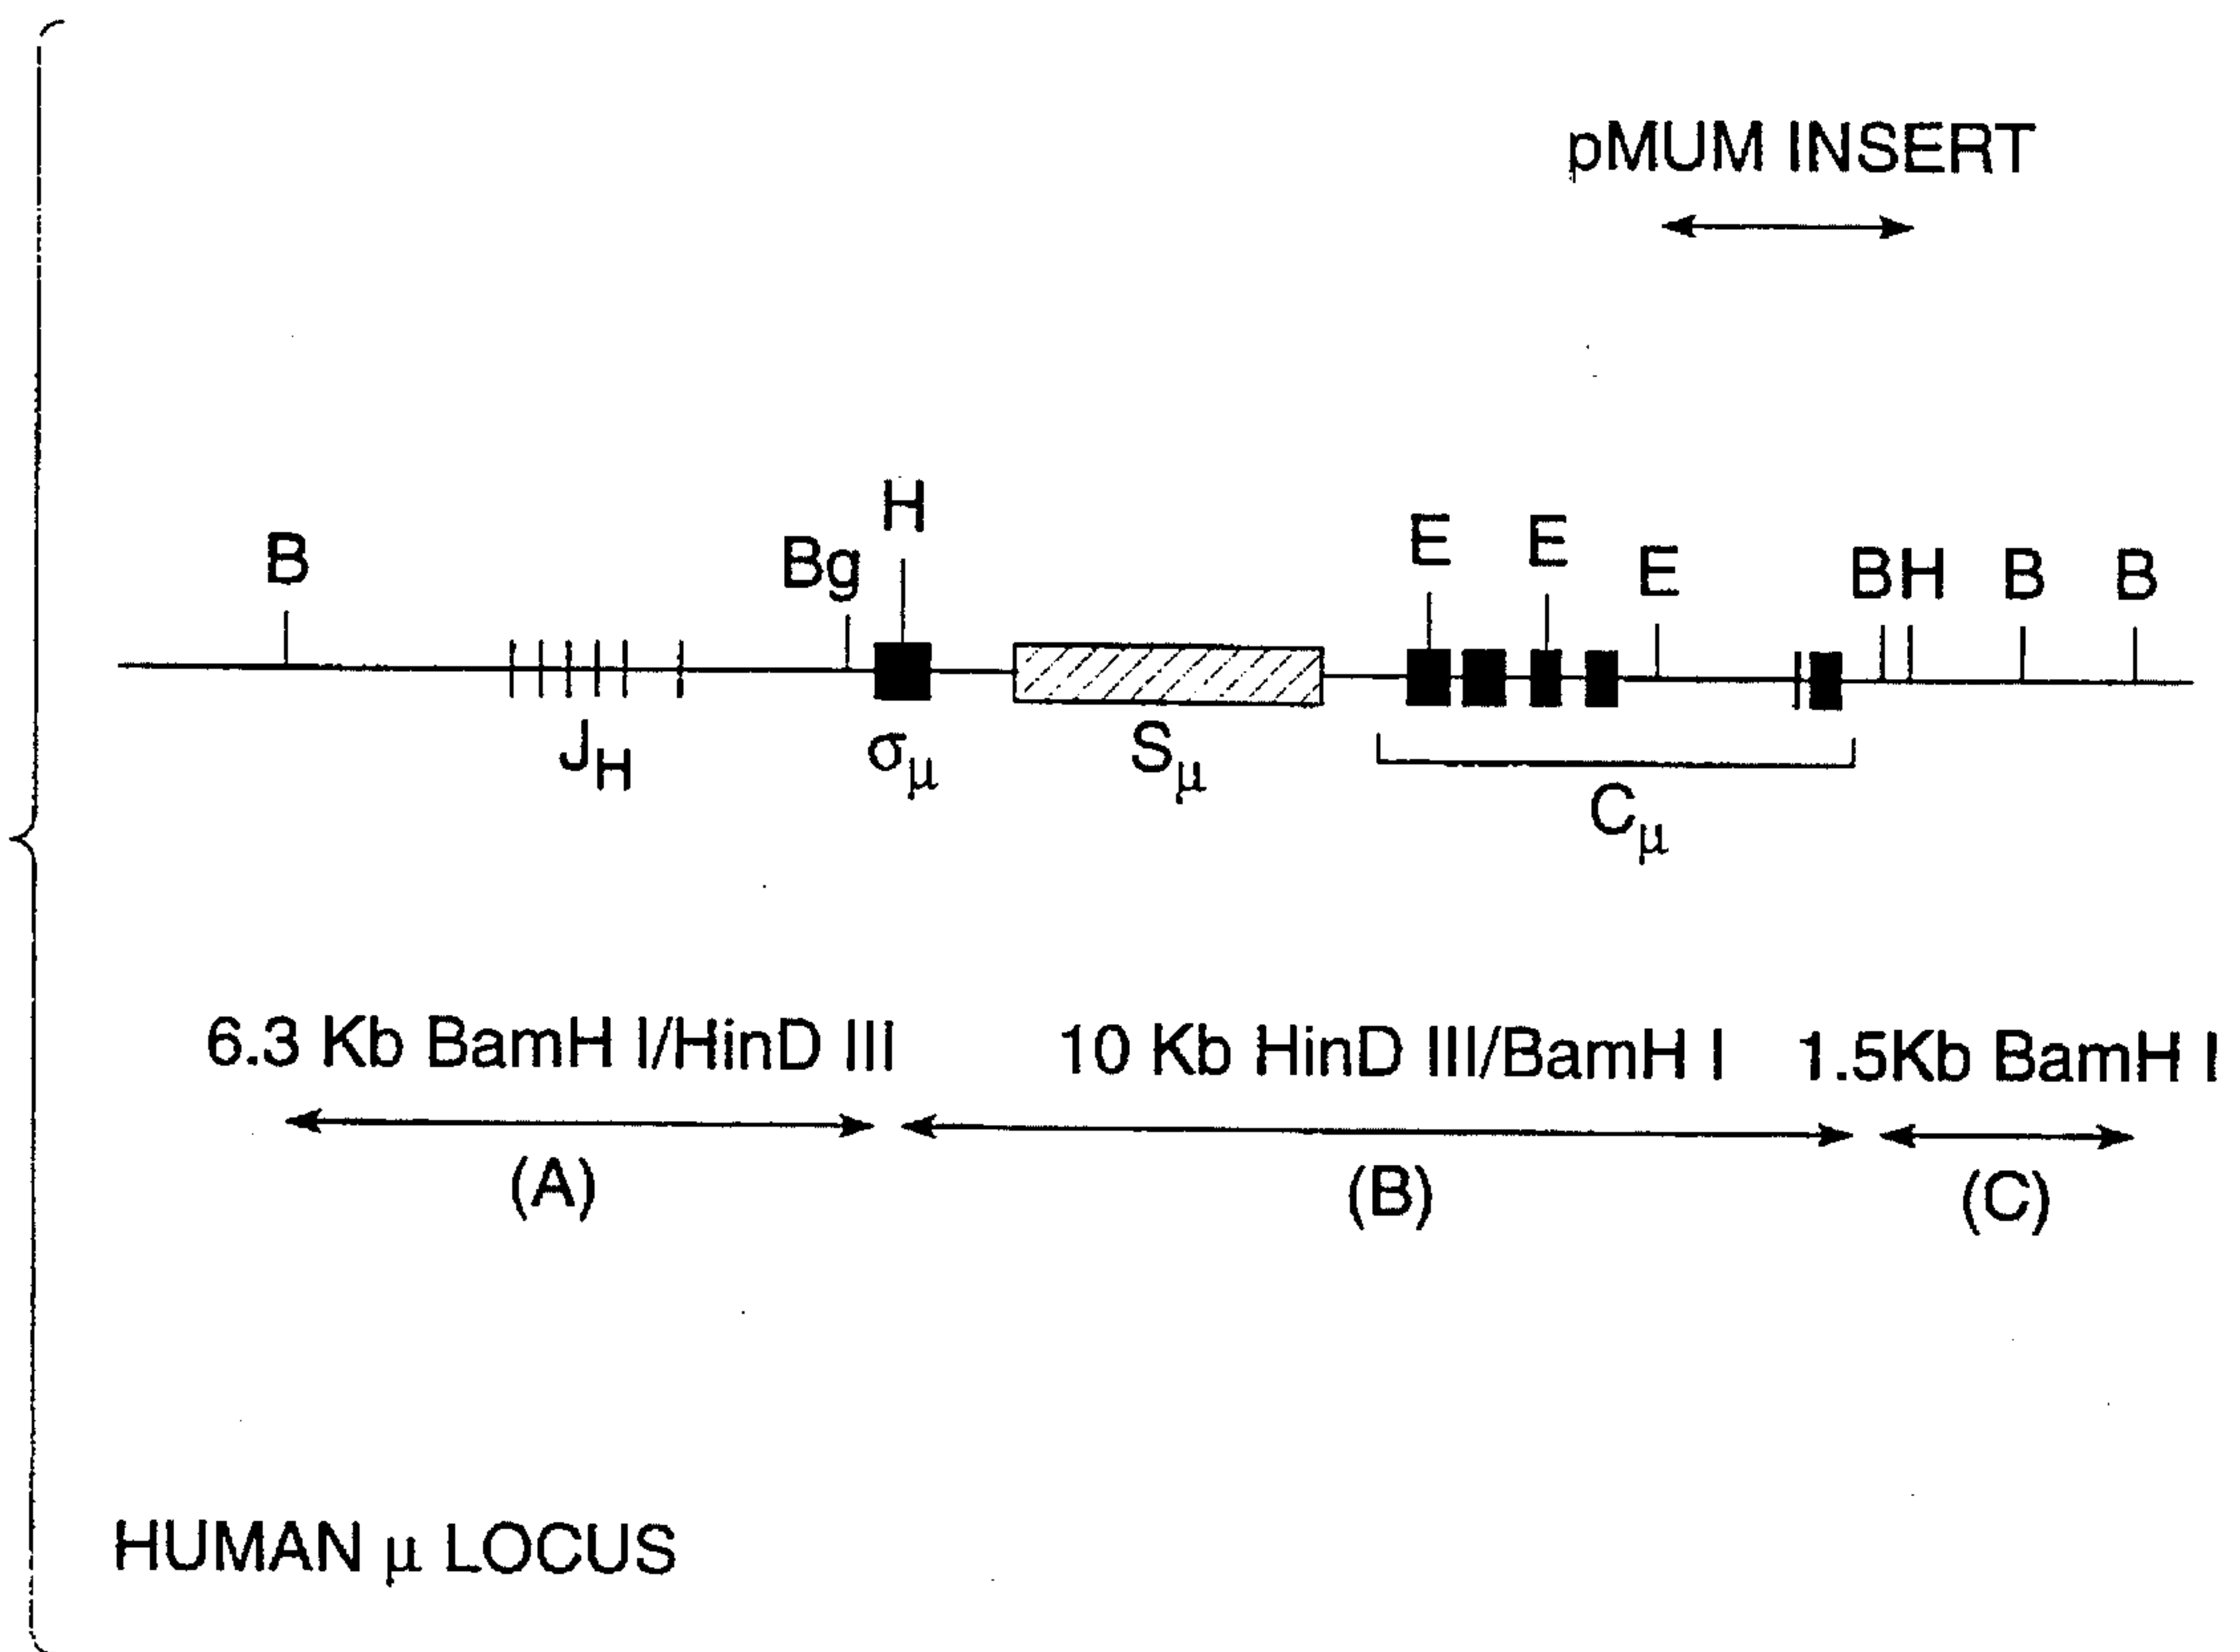 pMUM INSERT
B Bg H E E E B H B B
J_H σ_μ S_μ C_μ
6.3 Kb BamH I/HinD III 10 Kb HinD III/BamH I 1.5Kb BamH I
(A) (B) (C)
HUMAN μ LOCUS